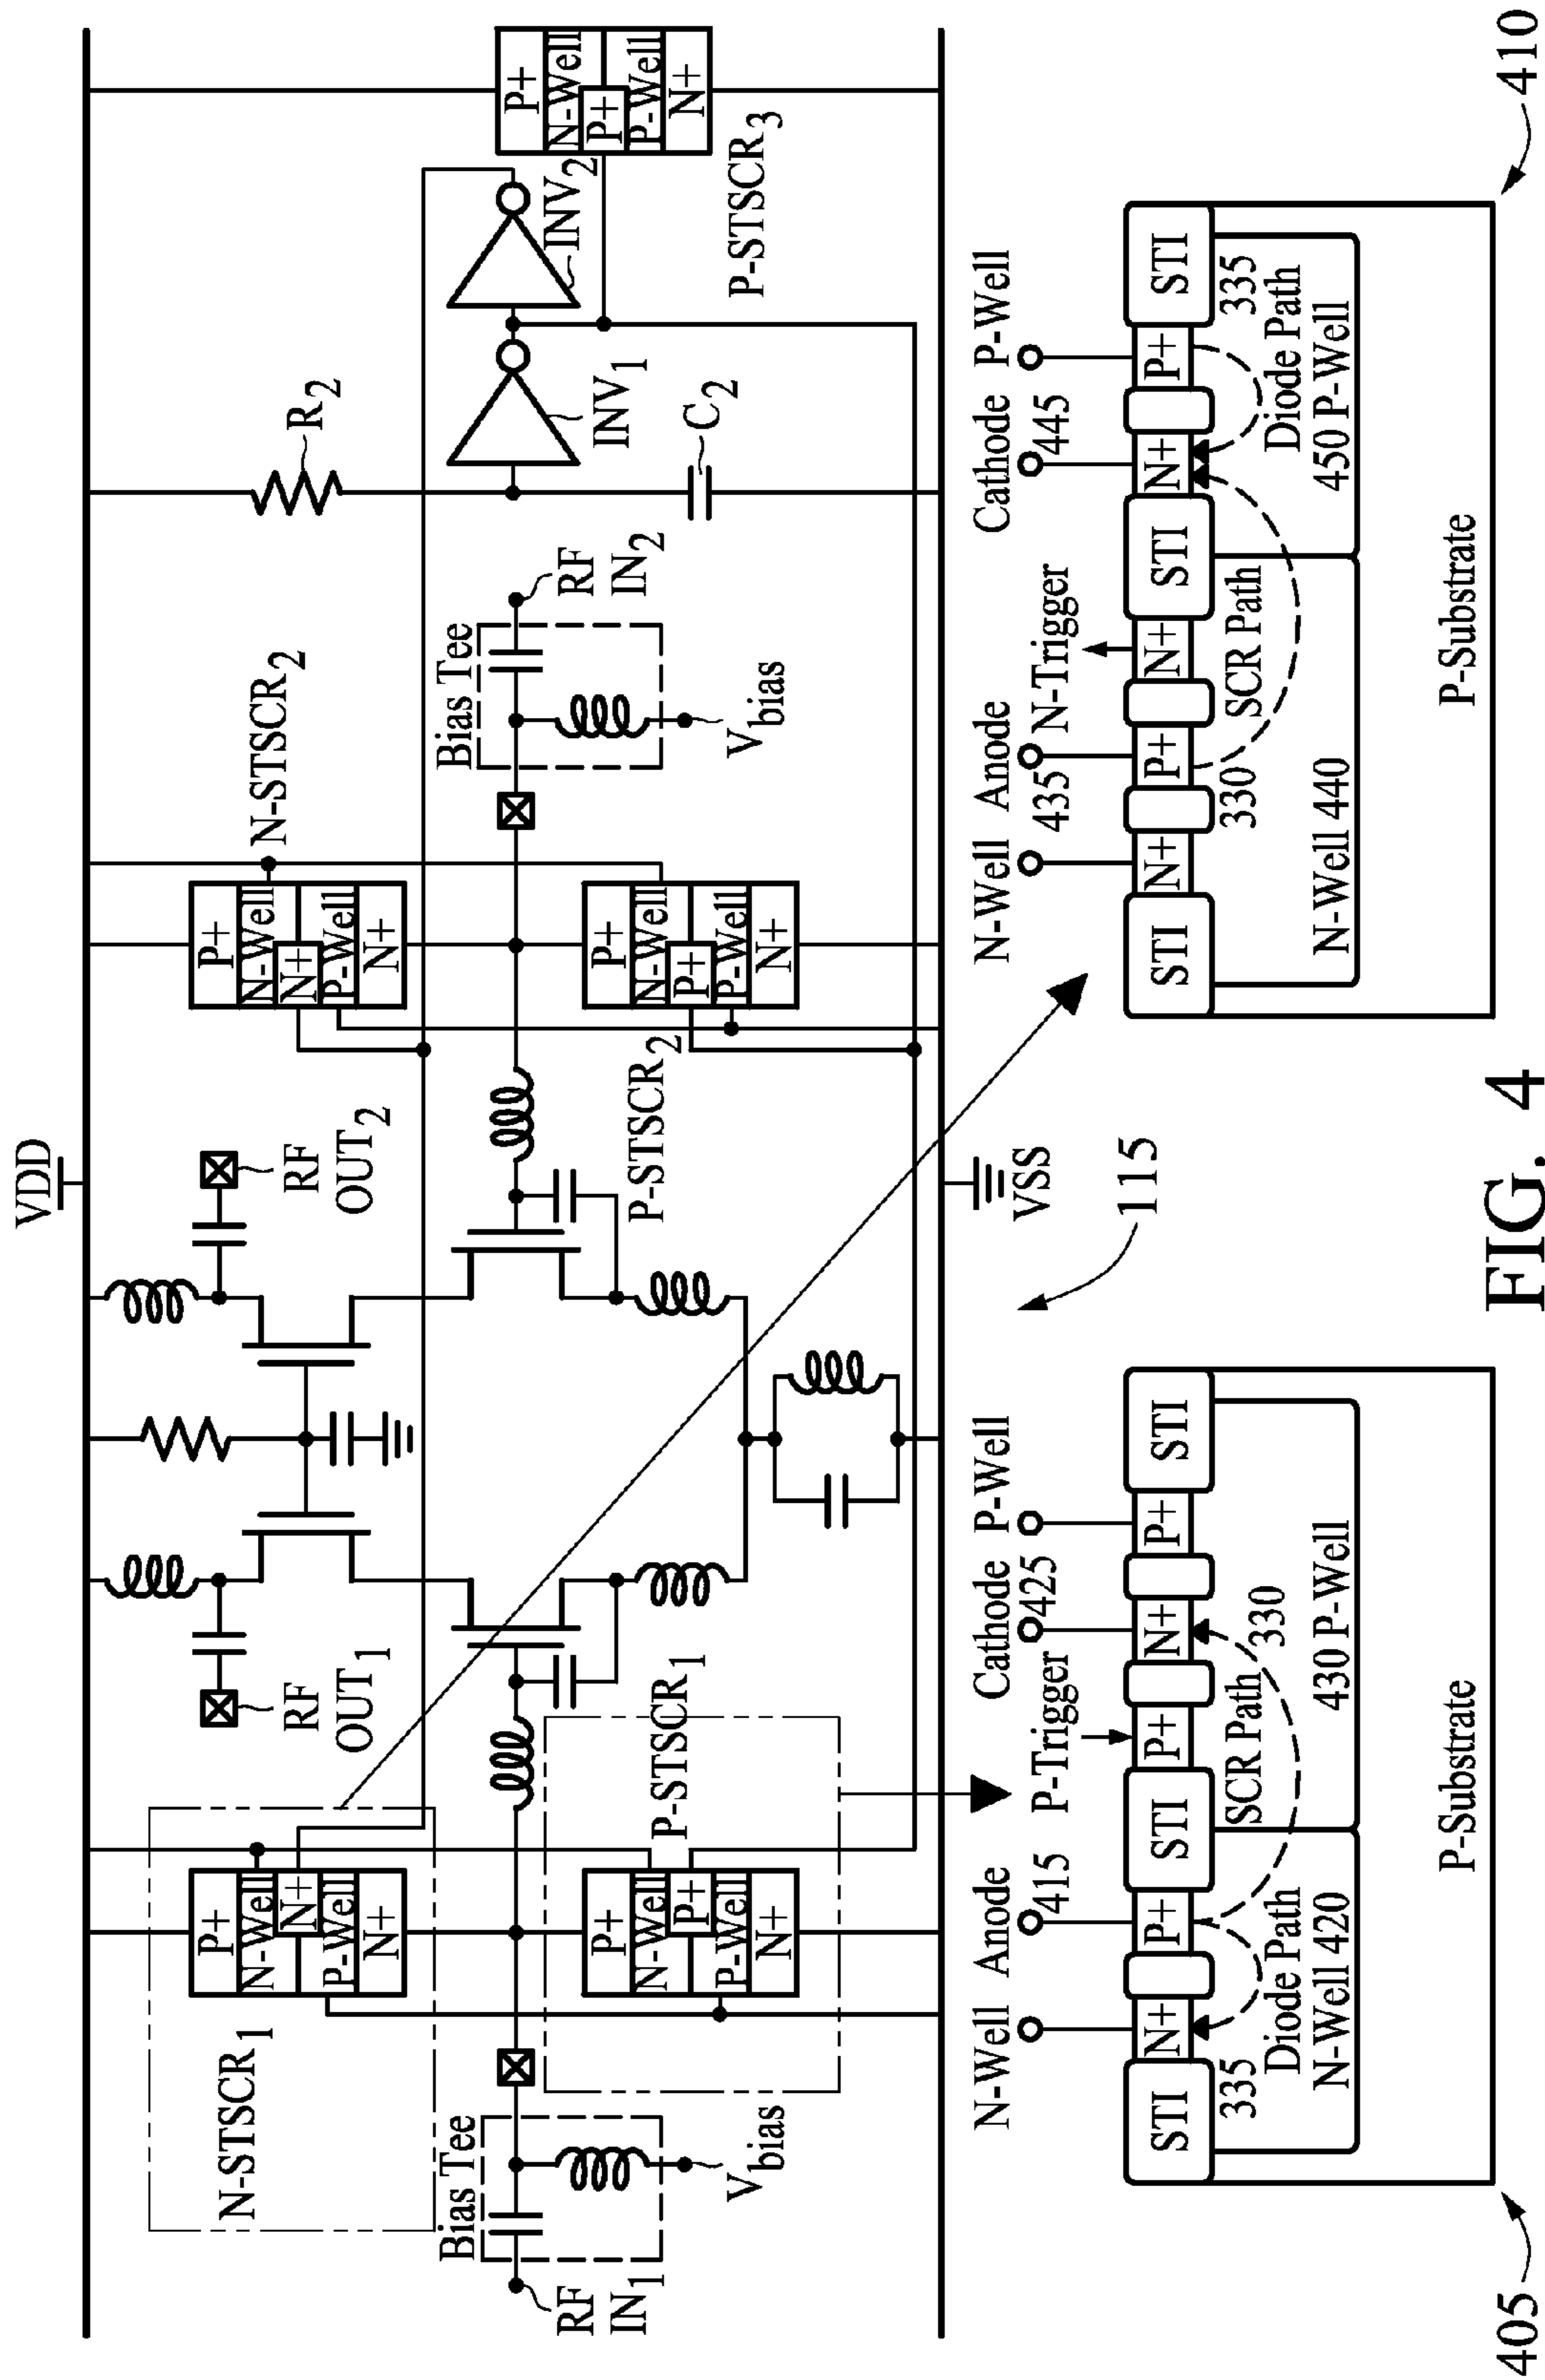 VDD
RF
OUT1
RF
OUT2
N-STSCR1
N-STSCR2
R2
P+
N-Well
N+
P-Well
N+
P+
N-Well
N+
P-Well
N+
Bias Tee
Bias Tee
RF
IN1
RF
IN2
Vbias
Vbias
INV1
INV2
C2
P+
N-Well
P+
P-Well
N+
P-STSCR1
P-STSCR2
P-STSCR3
P+
N-Well
P+
P-Well
N+
P+
N-Well
P+
P-Well
N+
VSS
115
N-Well
Anode
415
P-Trigger
Cathode
425
P-Well
STI
N+
P+
STI
P+
N+
P+
STI
335
Diode Path
SCR Path
330
N-Well 420
430 P-Well
P-Substrate
405
N-Well
Anode
435
N-Trigger
Cathode
445
P-Well
STI
N+
P+
N+
STI
N+
P+
STI
330
SCR Path
335
Diode Path
N-Well 440
450 P-Well
P-Substrate
410
FIG. 4